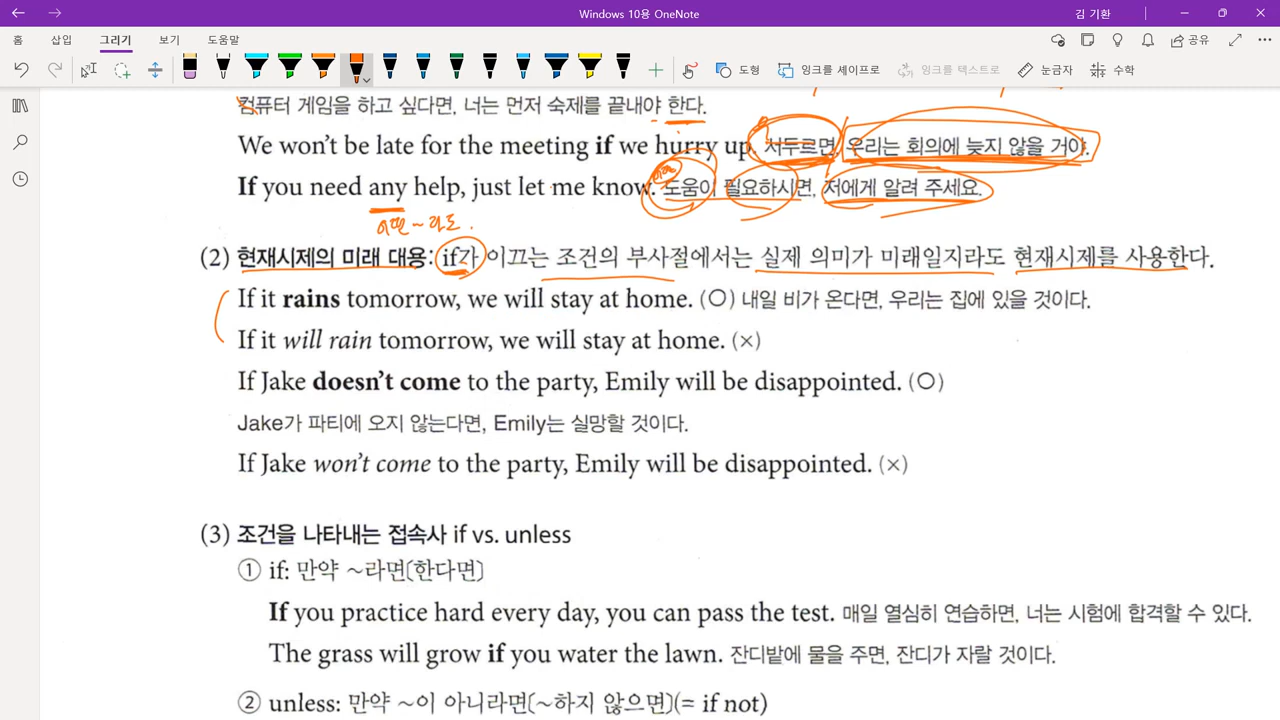 Windows 10용 OneNote
김 기환
홈 삽입 그리기 보기 도움말
공유
도형 잉크를 셰이프로 잉크를 텍스트로 눈금자 수학
컴퓨터 게임을 하고 싶다면, 너는 먼저 숙제를 끝내야 한다.
We won't be late for the meeting if we hurry up. 서두르면, 우리는 회의에 늦지 않을 거야.
If you need any help, just let me know. 도움이 필요하시면, 저에게 알려 주세요.
어떤~라도.
(2) 현재시제의 미래 대용: if가 이끄는 조건의 부사절에서는 실제 의미가 미래일지라도 현재시제를 사용한다.
If it rains tomorrow, we will stay at home. (○) 내일 비가 온다면, 우리는 집에 있을 것이다.
If it will rain tomorrow, we will stay at home. (×)
If Jake doesn't come to the party, Emily will be disappointed. (○)
Jake가 파티에 오지 않는다면, Emily는 실망할 것이다.
If Jake won't come to the party, Emily will be disappointed. (×)
(3) 조건을 나타내는 접속사 if vs. unless
① if: 만약 ~라면(한다면)
If you practice hard every day, you can pass the test. 매일 열심히 연습하면, 너는 시험에 합격할 수 있다.
The grass will grow if you water the lawn. 잔디밭에 물을 주면, 잔디가 자랄 것이다.
② unless: 만약 ~이 아니라면(~하지 않으면)(= if not)